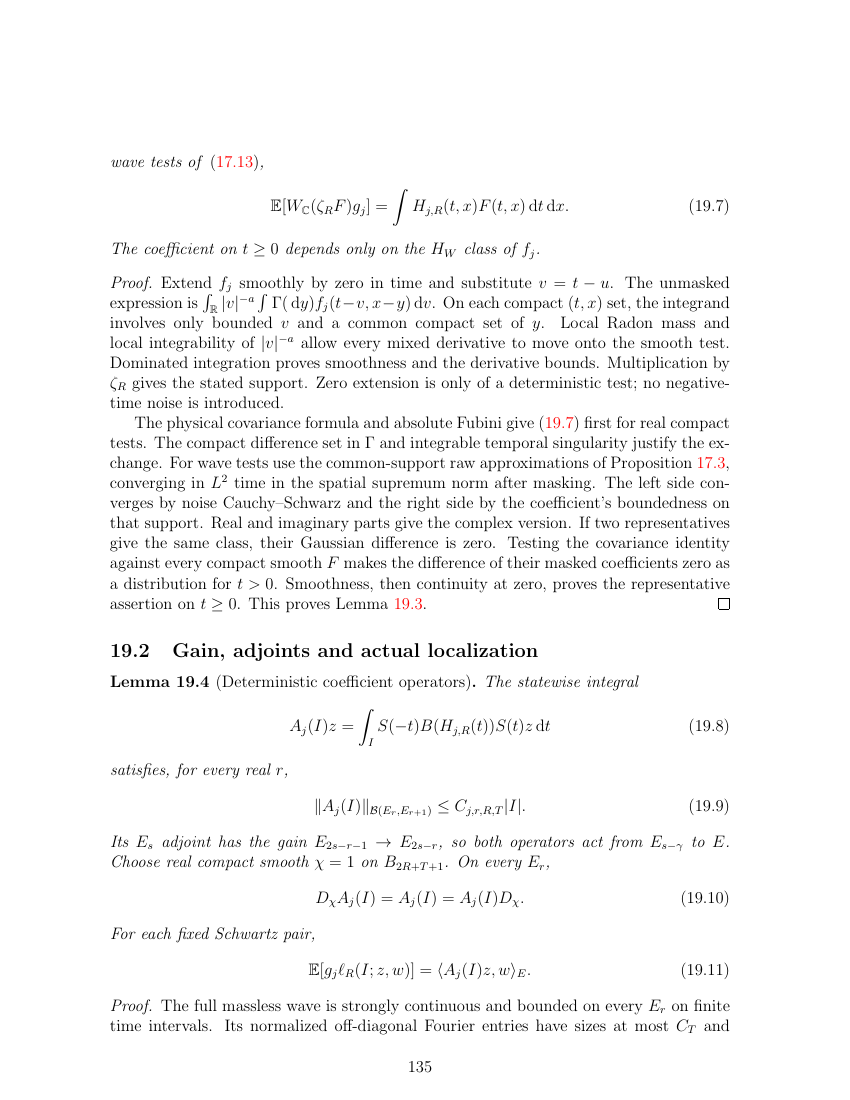 wave tests of (17.13),
𝔼[W_ℂ(ζ_R F)g_j] = ∫ H_{j,R}(t, x)F(t, x) dt dx. (19.7)
The coefficient on t ≥ 0 depends only on the H_W class of f_j.
Proof. Extend f_j smoothly by zero in time and substitute v = t − u. The unmasked
expression is ∫_ℝ |v|^{−a} ∫ Γ( dy)f_j(t−v, x−y) dv. On each compact (t, x) set, the integrand
involves only bounded v and a common compact set of y. Local Radon mass and
local integrability of |v|^{−a} allow every mixed derivative to move onto the smooth test.
Dominated integration proves smoothness and the derivative bounds. Multiplication by
ζ_R gives the stated support. Zero extension is only of a deterministic test; no negative-
time noise is introduced.
The physical covariance formula and absolute Fubini give (19.7) first for real compact
tests. The compact difference set in Γ and integrable temporal singularity justify the ex-
change. For wave tests use the common-support raw approximations of Proposition 17.3,
converging in L² time in the spatial supremum norm after masking. The left side con-
verges by noise Cauchy–Schwarz and the right side by the coefficient's boundedness on
that support. Real and imaginary parts give the complex version. If two representatives
give the same class, their Gaussian difference is zero. Testing the covariance identity
against every compact smooth F makes the difference of their masked coefficients zero as
a distribution for t > 0. Smoothness, then continuity at zero, proves the representative
assertion on t ≥ 0. This proves Lemma 19.3. □
19.2 Gain, adjoints and actual localization
Lemma 19.4 (Deterministic coefficient operators). The statewise integral
A_j(I)z = ∫_I S(−t)B(H_{j,R}(t))S(t)z dt (19.8)
satisfies, for every real r,
‖A_j(I)‖_{𝓑(E_r,E_{r+1})} ≤ C_{j,r,R,T}|I|. (19.9)
Its E_s adjoint has the gain E_{2s−r−1} → E_{2s−r}, so both operators act from E_{s−γ} to E.
Choose real compact smooth χ = 1 on B_{2R+T+1}. On every E_r,
D_χA_j(I) = A_j(I) = A_j(I)D_χ. (19.10)
For each fixed Schwartz pair,
𝔼[g_jℓ_R(I; z, w)] = ⟨A_j(I)z, w⟩_E. (19.11)
Proof. The full massless wave is strongly continuous and bounded on every E_r on finite
time intervals. Its normalized off-diagonal Fourier entries have sizes at most C_T and
135